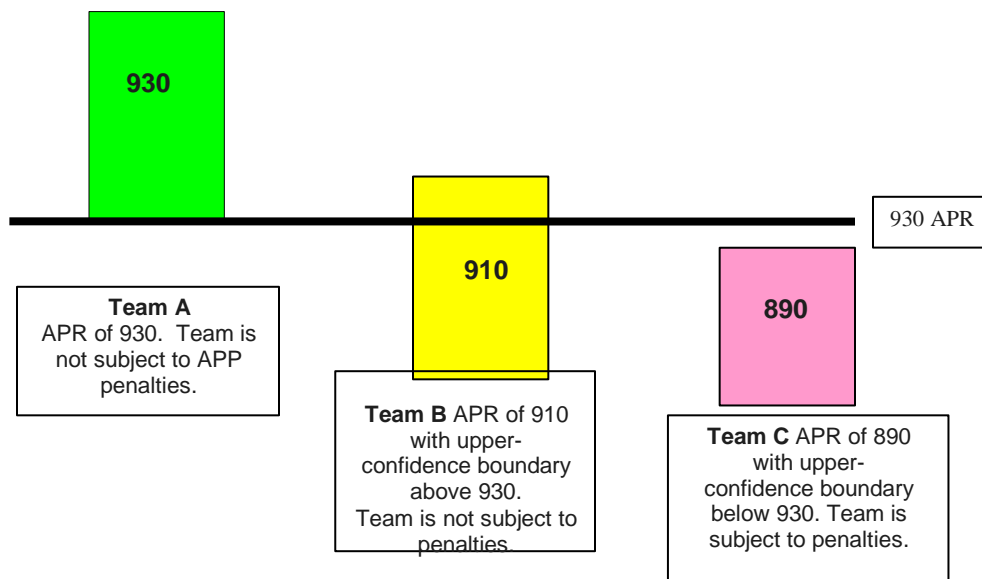 930
930 APR
910
890
Team A
APR of 930. Team is
not subject to APP
penalties.
Team B APR of 910
with upper-
confidence boundary
above 930.
Team is not subject to
penalties.
Team C APR of 890
with upper-
confidence boundary
below 930. Team is
subject to penalties.